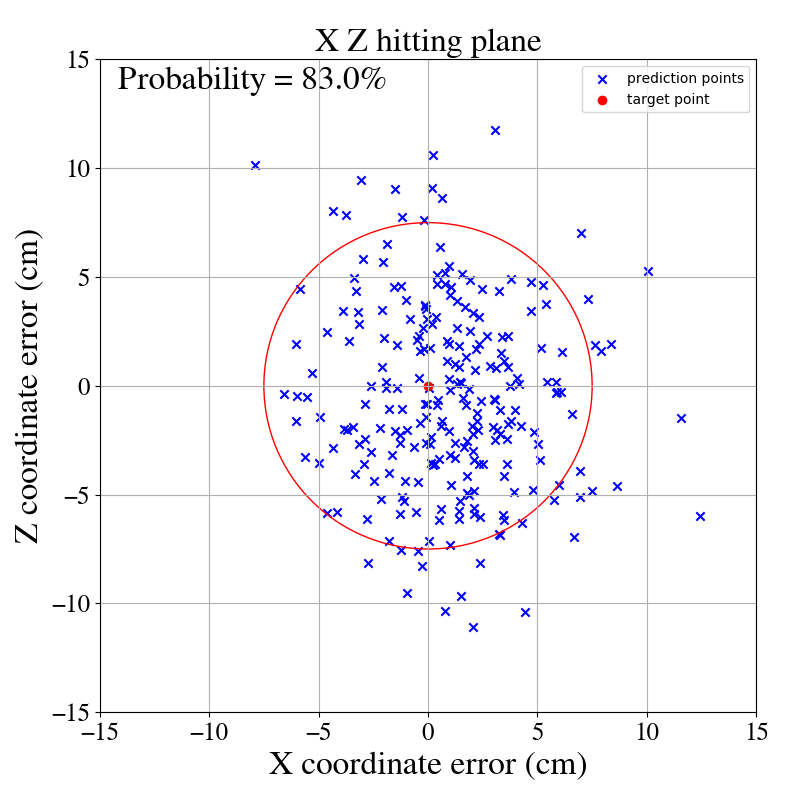 X Z hitting plane
Probability = 83.0%
prediction points
target point
15
10
5
0
−5
−10
−15
Z coordinate error (cm)
−15
−10
−5
0
5
10
15
X coordinate error (cm)